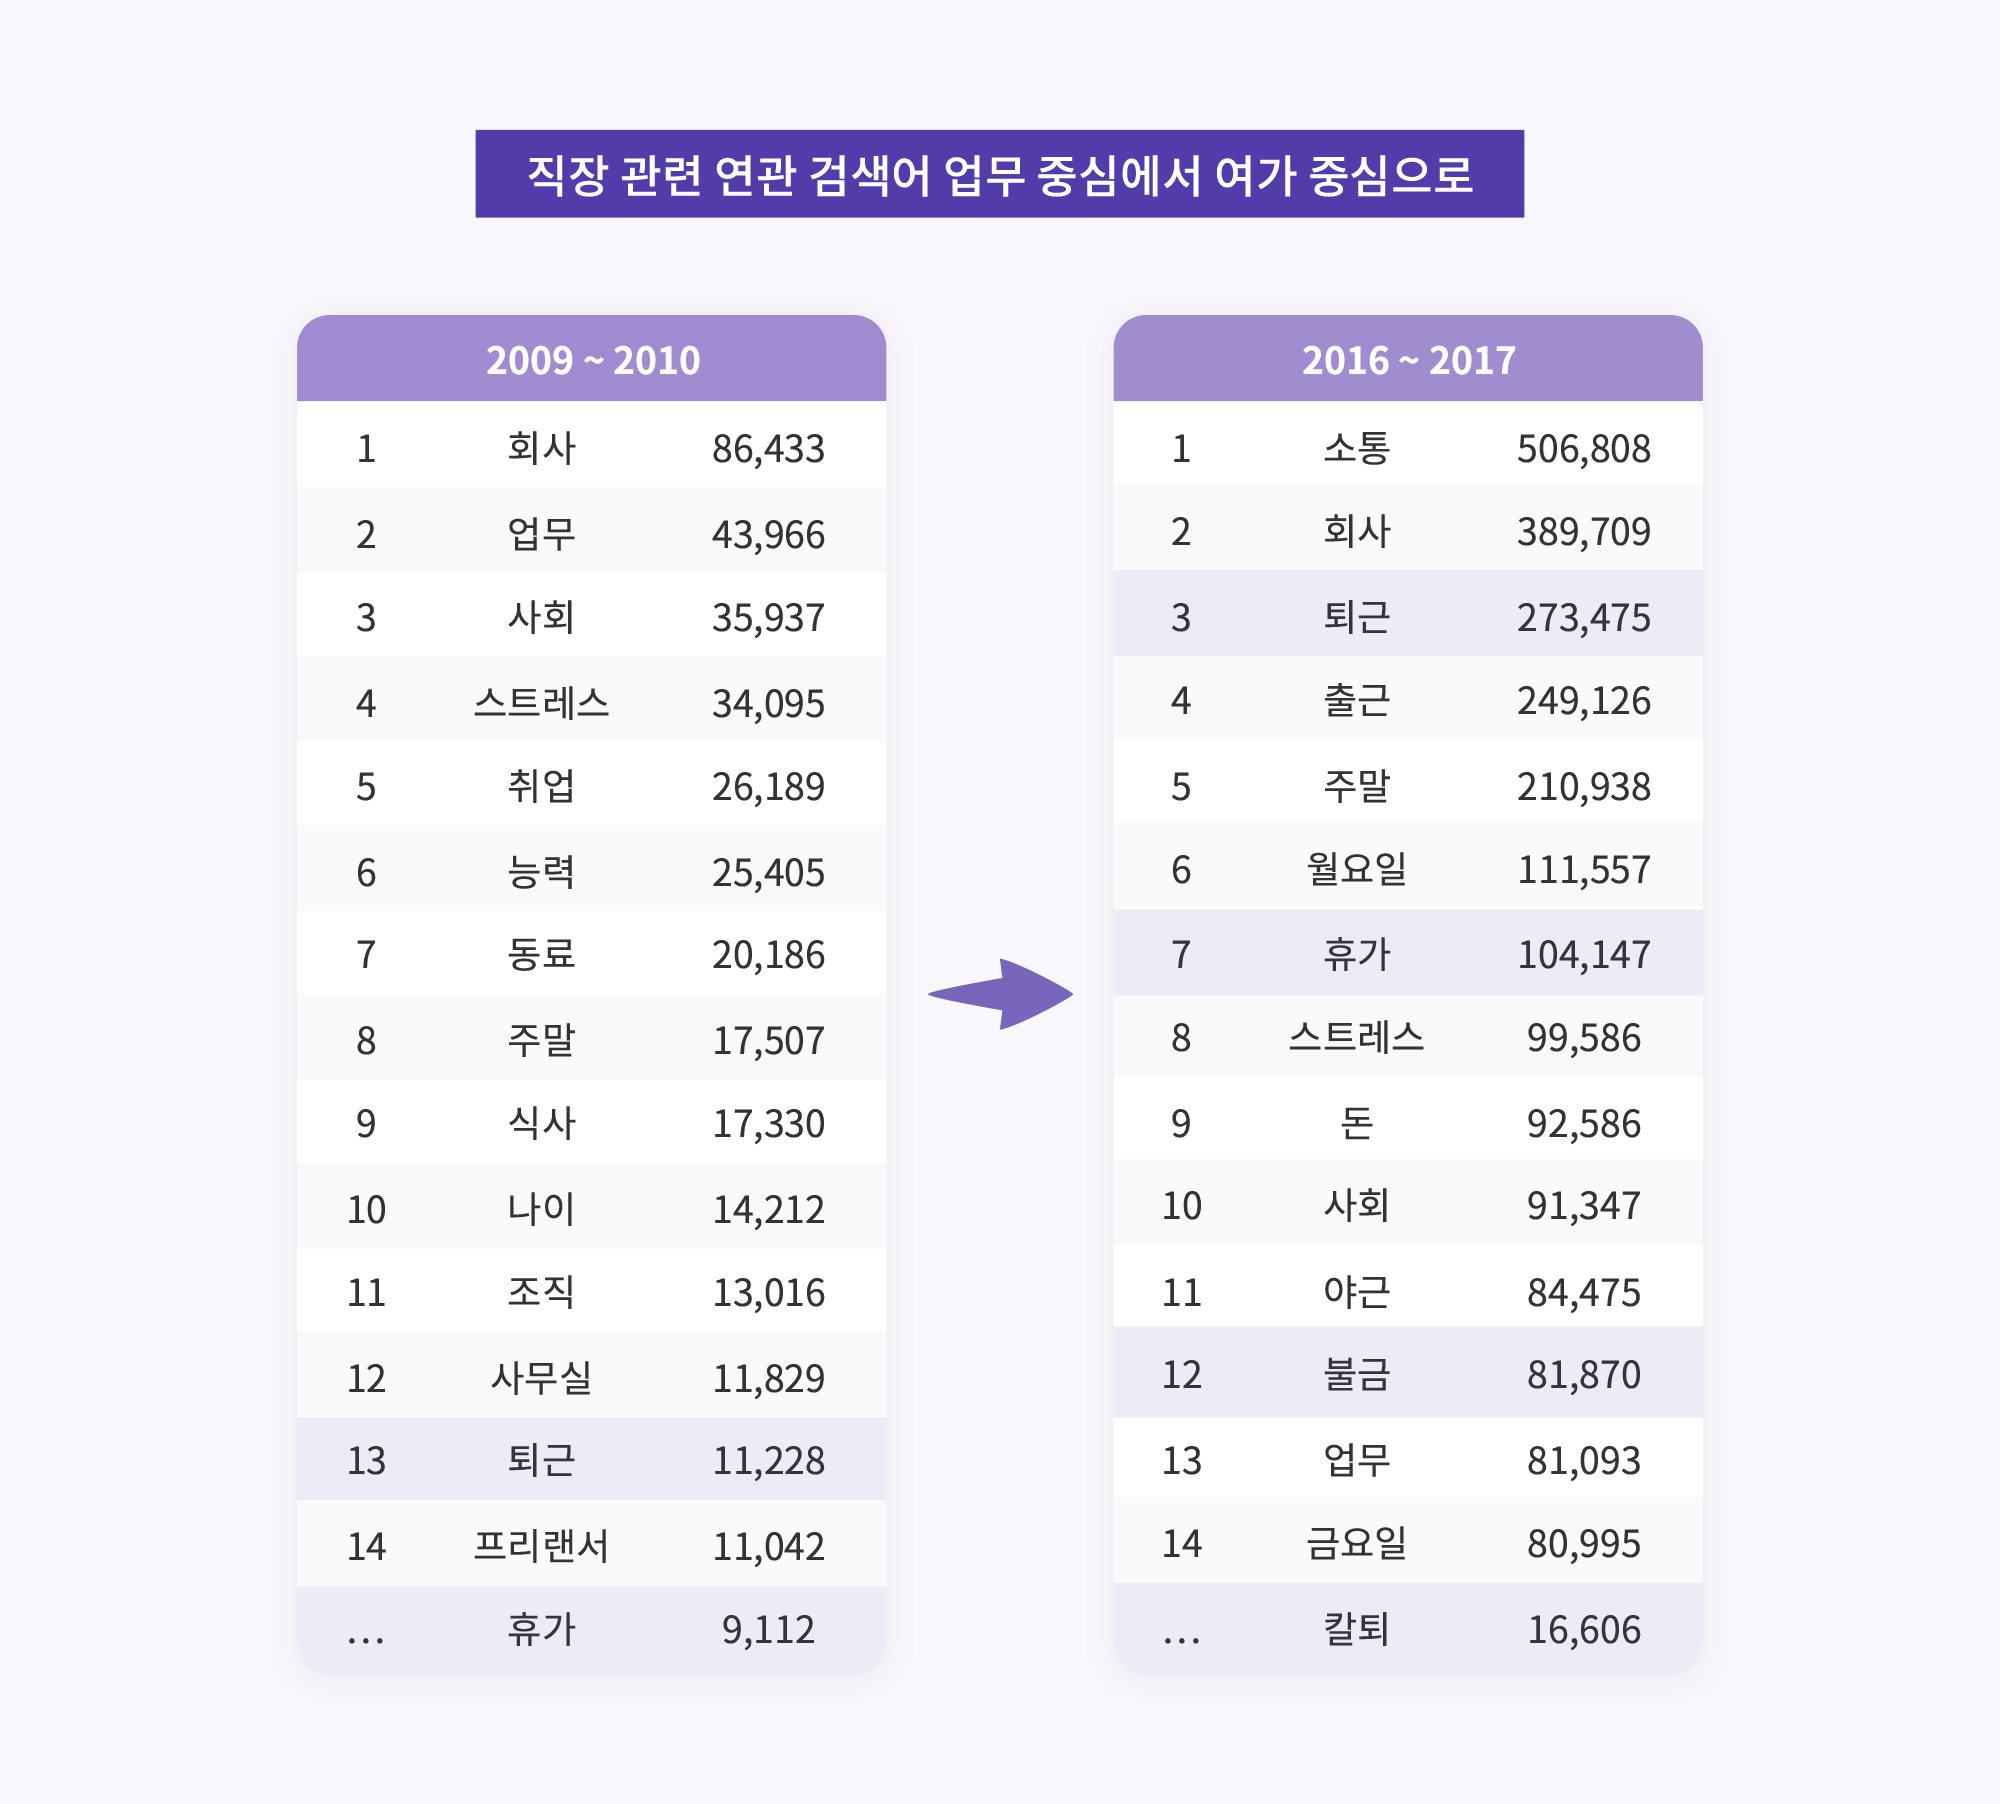 직장 관련 연관 검색어 업무 중심에서 여가 중심으로
2009 ~ 2010
1 회사 86,433
2 업무 43,966
3 사회 35,937
4 스트레스 34,095
5 취업 26,189
6 능력 25,405
7 동료 20,186
8 주말 17,507
9 식사 17,330
10 나이 14,212
11 조직 13,016
12 사무실 11,829
13 퇴근 11,228
14 프리랜서 11,042
... 휴가 9,112
2016 ~ 2017
1 소통 506,808
2 회사 389,709
3 퇴근 273,475
4 출근 249,126
5 주말 210,938
6 월요일 111,557
7 휴가 104,147
8 스트레스 99,586
9 돈 92,586
10 사회 91,347
11 야근 84,475
12 불금 81,870
13 업무 81,093
14 금요일 80,995
... 칼퇴 16,606